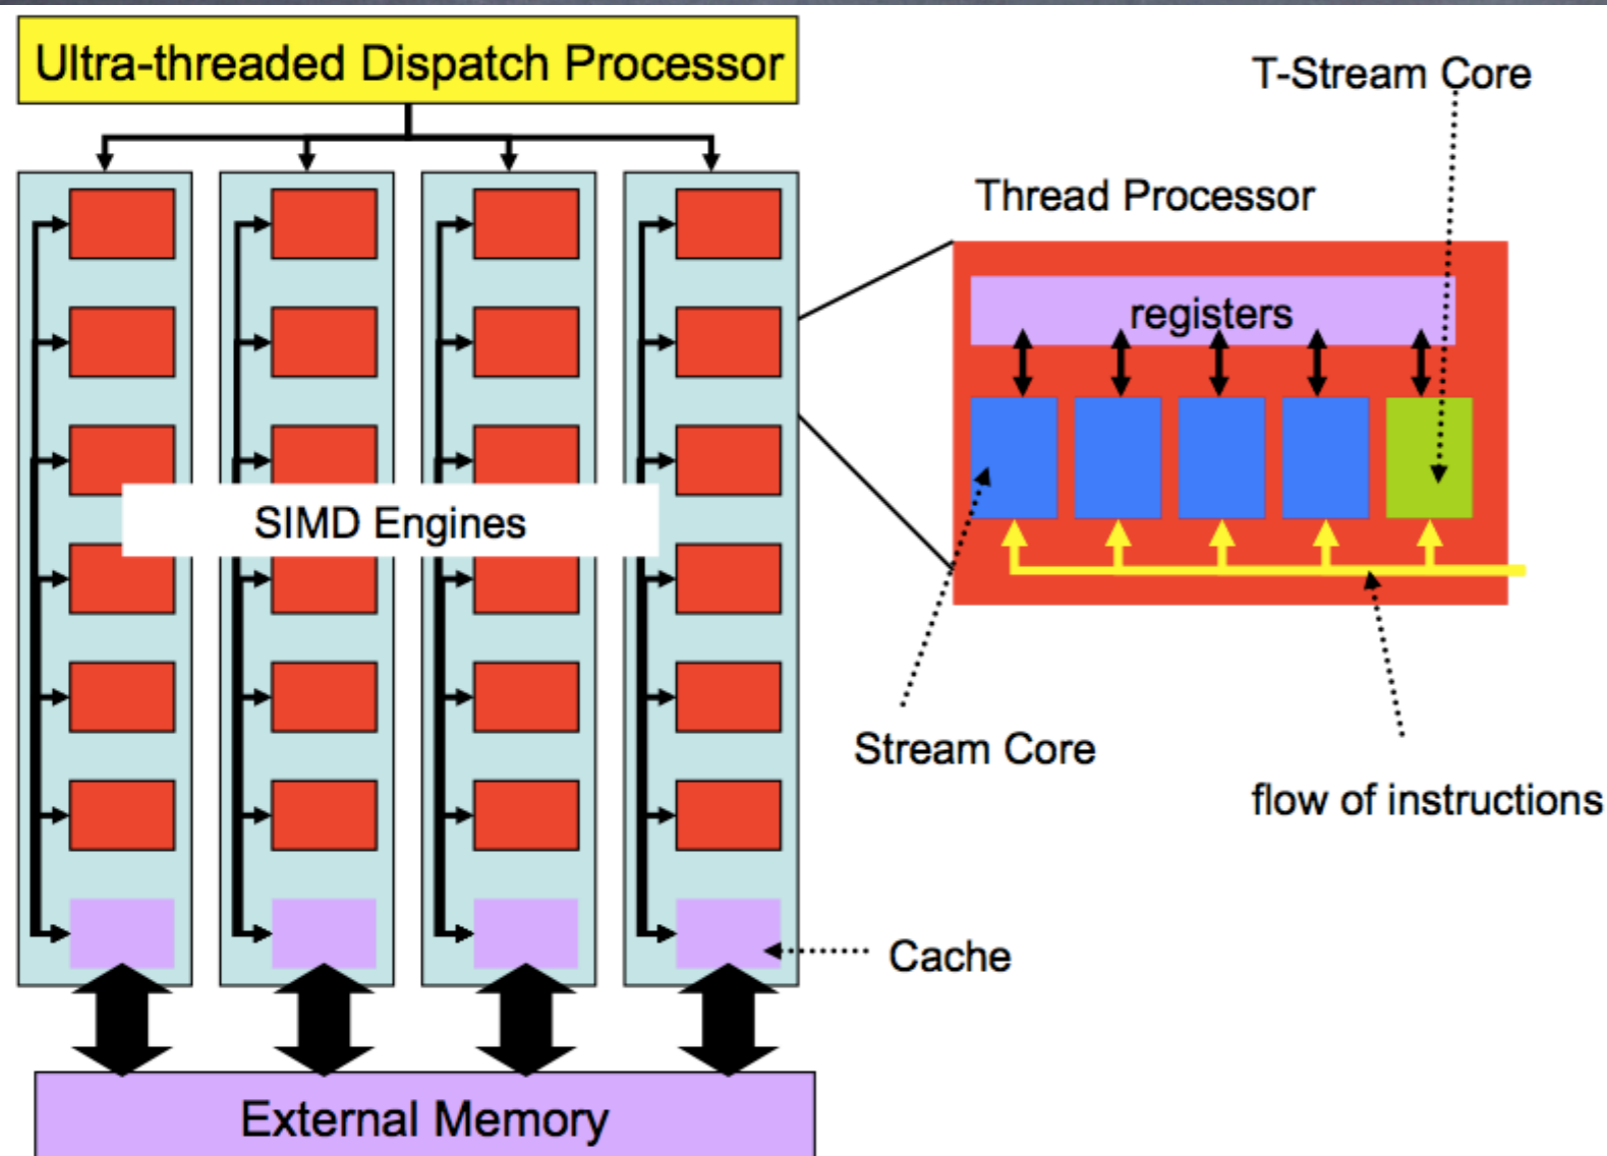 Ultra-threaded Dispatch Processor
T-Stream Core
Thread Processor
registers
SIMD Engines
Stream Core
flow of instructions
Cache
External Memory